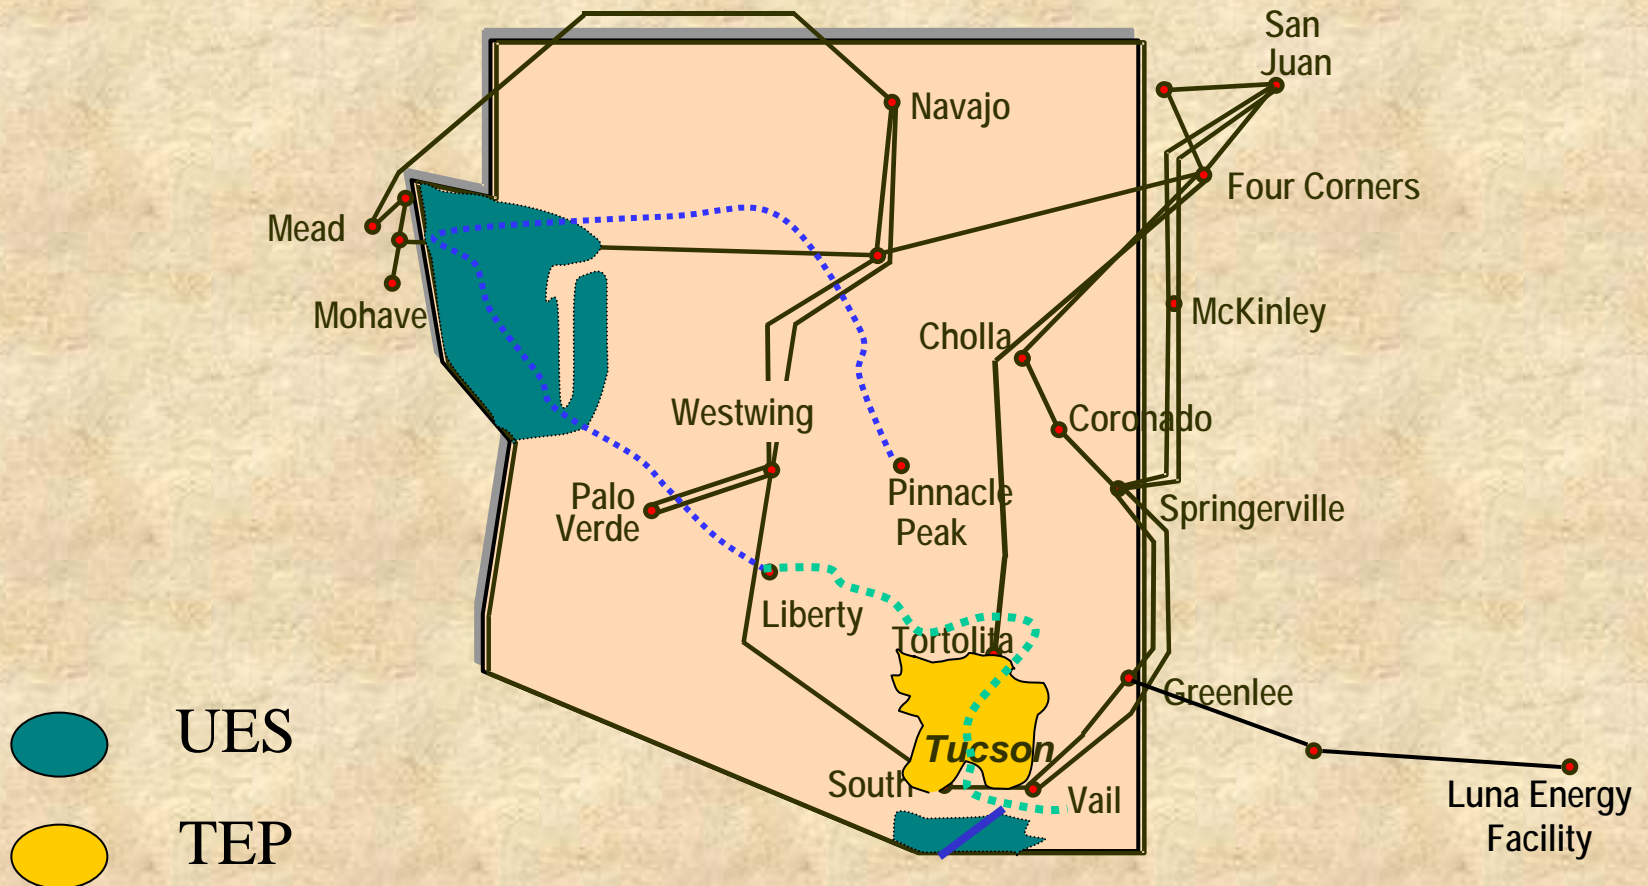 San
Juan
Navajo
Four Corners
Mead
Mohave
McKinley
Cholla
Westwing
Coronado
Palo
Verde
Pinnacle
Peak
Springerville
Liberty
Tortolita
Greenlee
UES
Tucson
South
Vail
Luna Energy
Facility
TEP